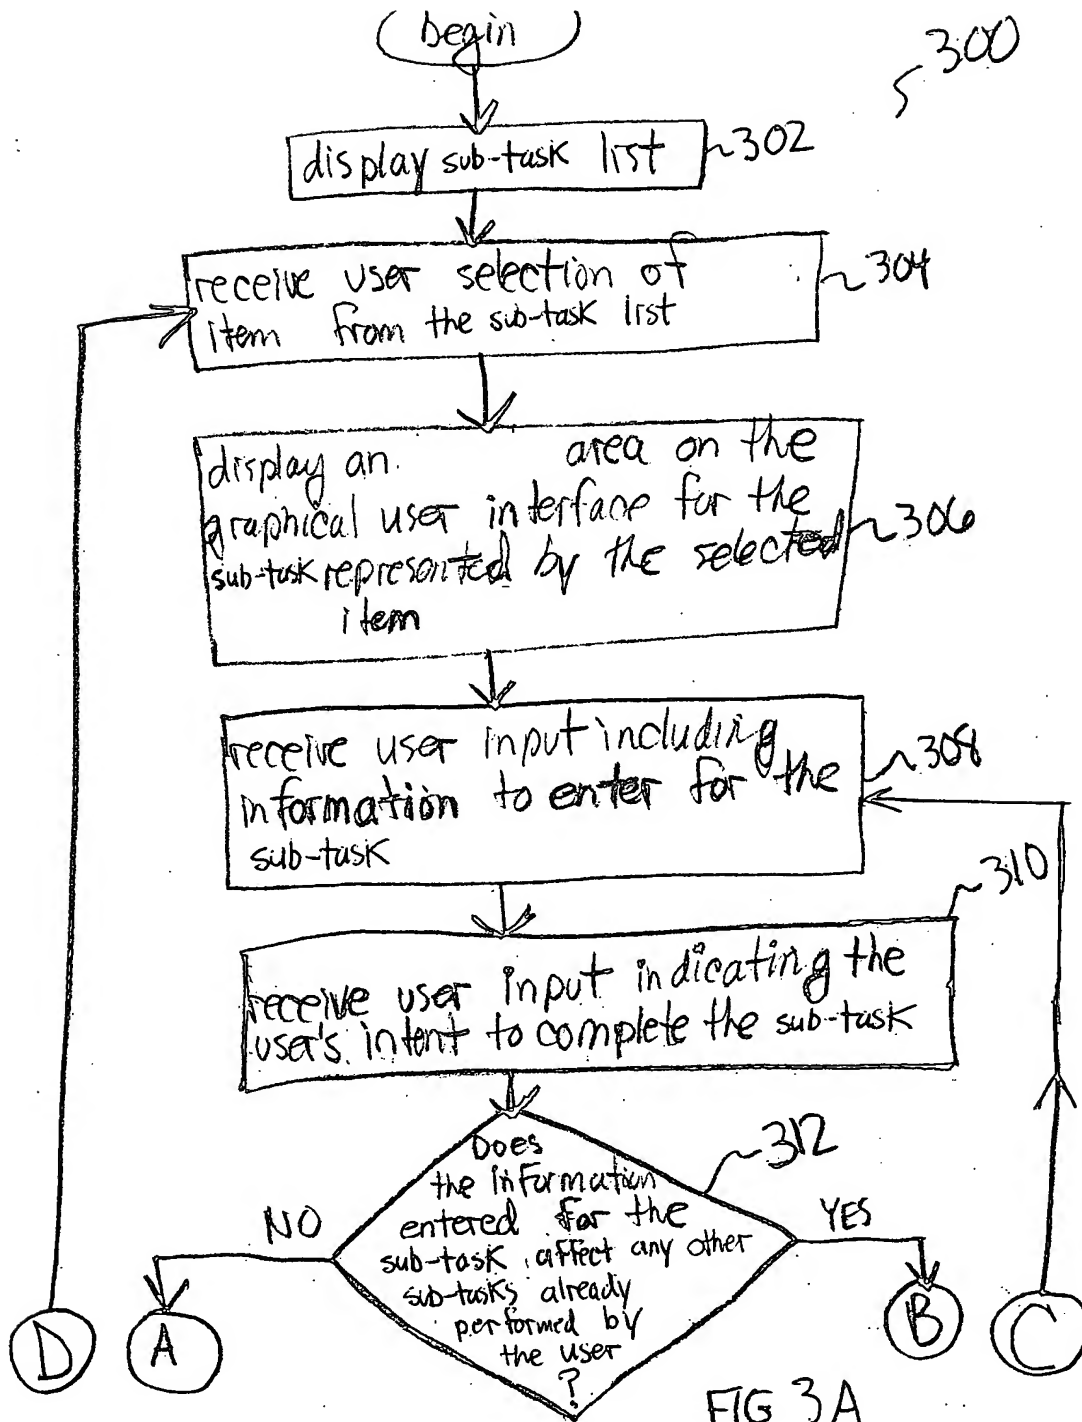 begin
300
display sub-task list
302
receive user selection of
item from the sub-task list
304
display an area on the
graphical user interface for the
sub-task represented by the selected
item
306
receive user input including
information to enter for the
sub-task
308
310
receive user input indicating the
user's intent to complete the sub-task
312
Does
the information
entered for the
sub-task affect any other
sub-tasks already
performed by
the user
?
NO
YES
D
A
B
C
FIG 3A